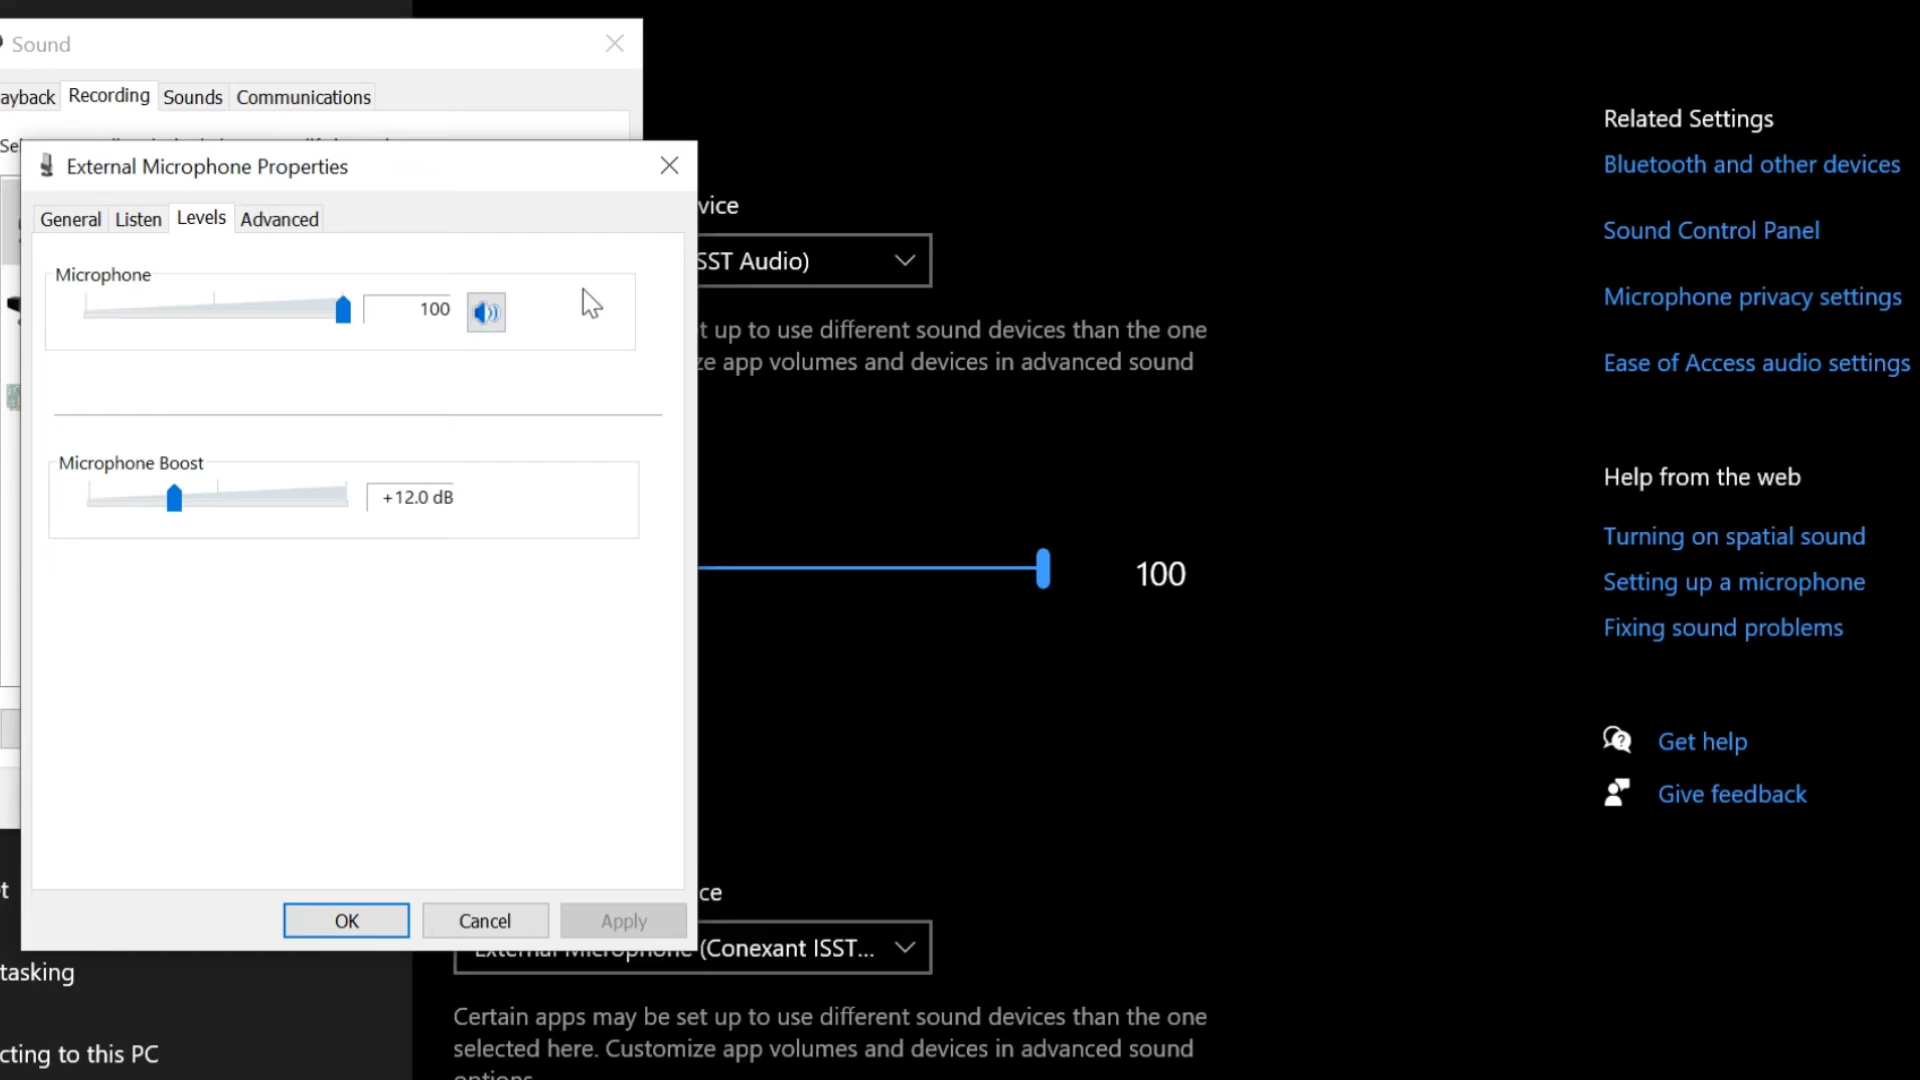 Sound
ayback Recording Sounds Communications
External Microphone Properties
General Listen Levels Advanced
Microphone
100
Microphone Boost
+12.0 dB
OK Cancel Apply
tasking
cting to this PC
vice
SST Audio)
t up to use different sound devices than the one
ze app volumes and devices in advanced sound
100
ce
External Microphone (Conexant ISST...
Certain apps may be set up to use different sound devices than the one
selected here. Customize app volumes and devices in advanced sound
options.
Related Settings
Bluetooth and other devices
Sound Control Panel
Microphone privacy settings
Ease of Access audio settings
Help from the web
Turning on spatial sound
Setting up a microphone
Fixing sound problems
Get help
Give feedback